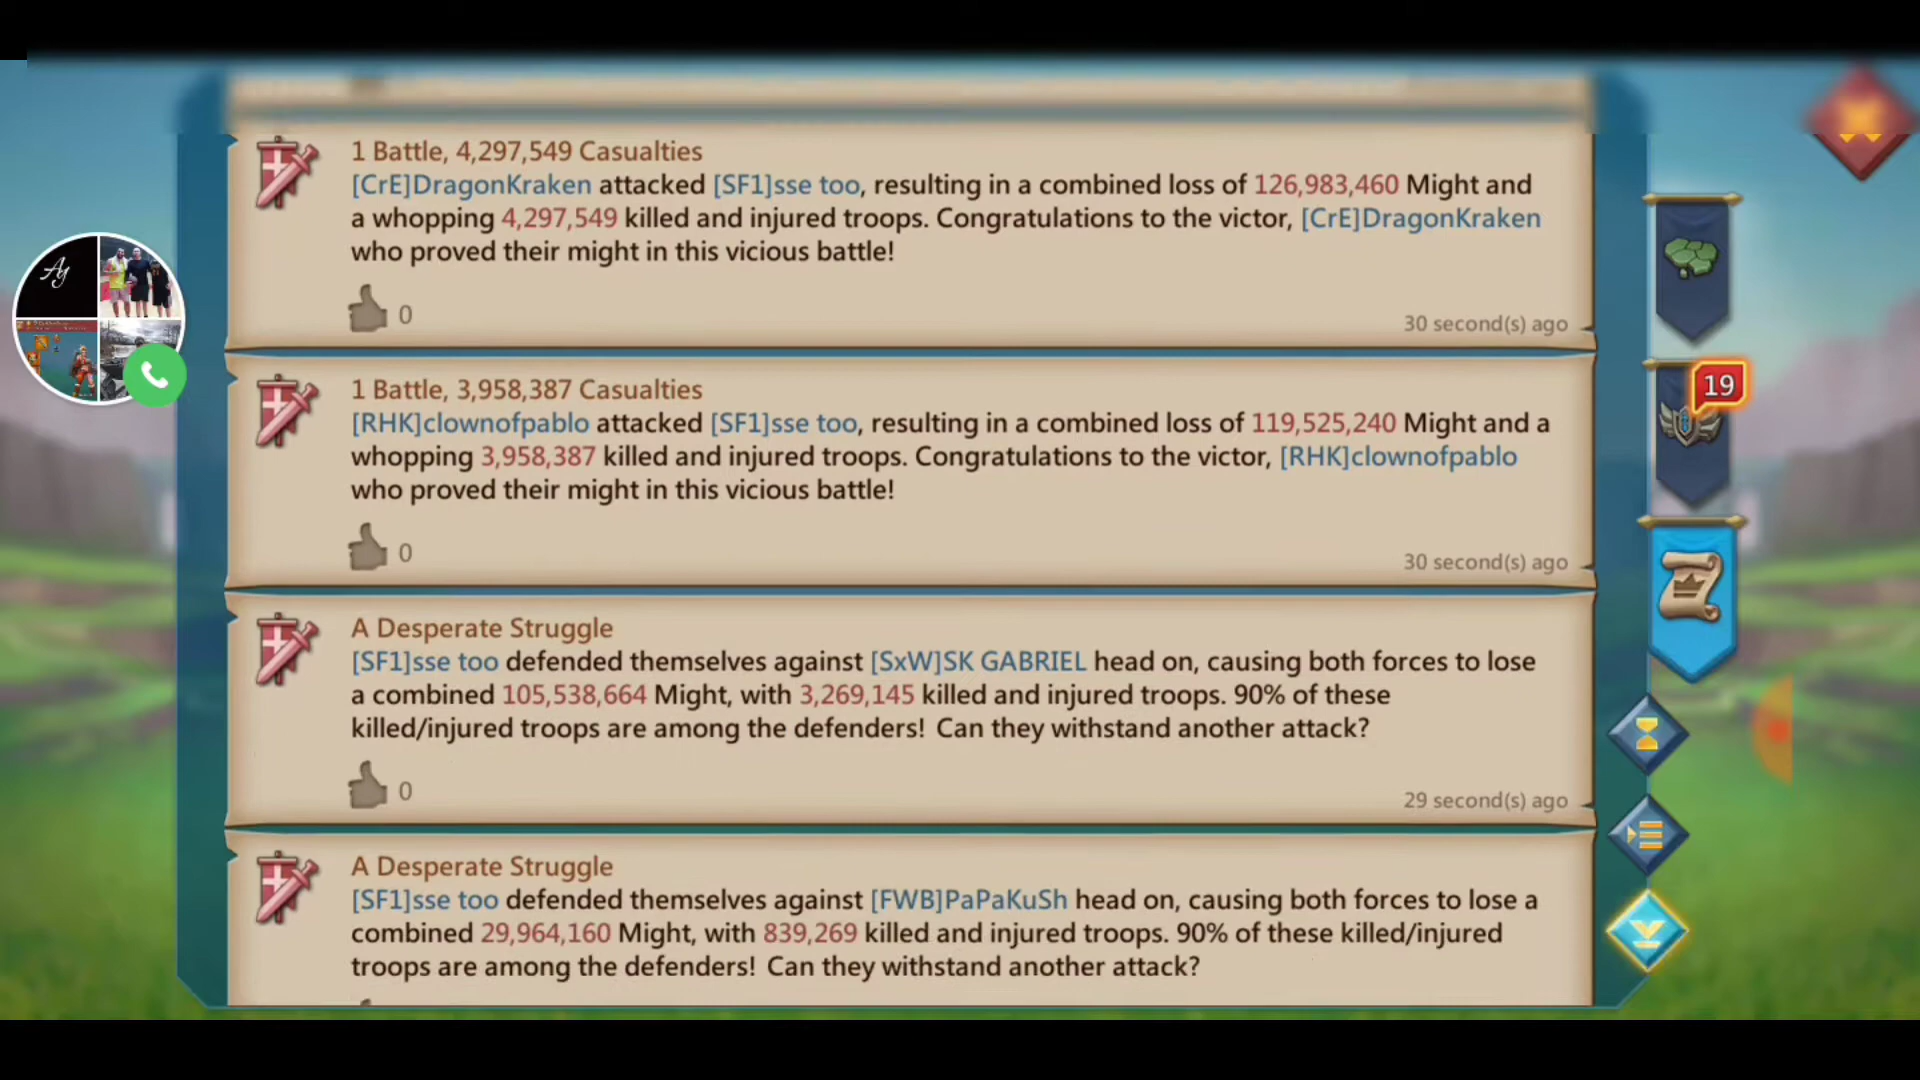 1 Battle, 4,297,549 Casualties
[CrE]DragonKraken attacked [SF1]sse too, resulting in a combined loss of 126,983,460 Might and
a whopping 4,297,549 killed and injured troops. Congratulations to the victor, [CrE]DragonKraken
who proved their might in this vicious battle!
0
30 second(s) ago
1 Battle, 3,958,387 Casualties
[RHK]clownofpablo attacked [SF1]sse too, resulting in a combined loss of 119,525,240 Might and a
whopping 3,958,387 killed and injured troops. Congratulations to the victor, [RHK]clownofpablo
who proved their might in this vicious battle!
0
30 second(s) ago
A Desperate Struggle
[SF1]sse too defended themselves against [SxW]SK GABRIEL head on, causing both forces to lose
a combined 105,538,664 Might, with 3,269,145 killed and injured troops. 90% of these
killed/injured troops are among the defenders! Can they withstand another attack?
0
29 second(s) ago
A Desperate Struggle
[SF1]sse too defended themselves against [FWB]PaPaKuSh head on, causing both forces to lose a
combined 29,964,160 Might, with 839,269 killed and injured troops. 90% of these killed/injured
troops are among the defenders! Can they withstand another attack?
Ay
19